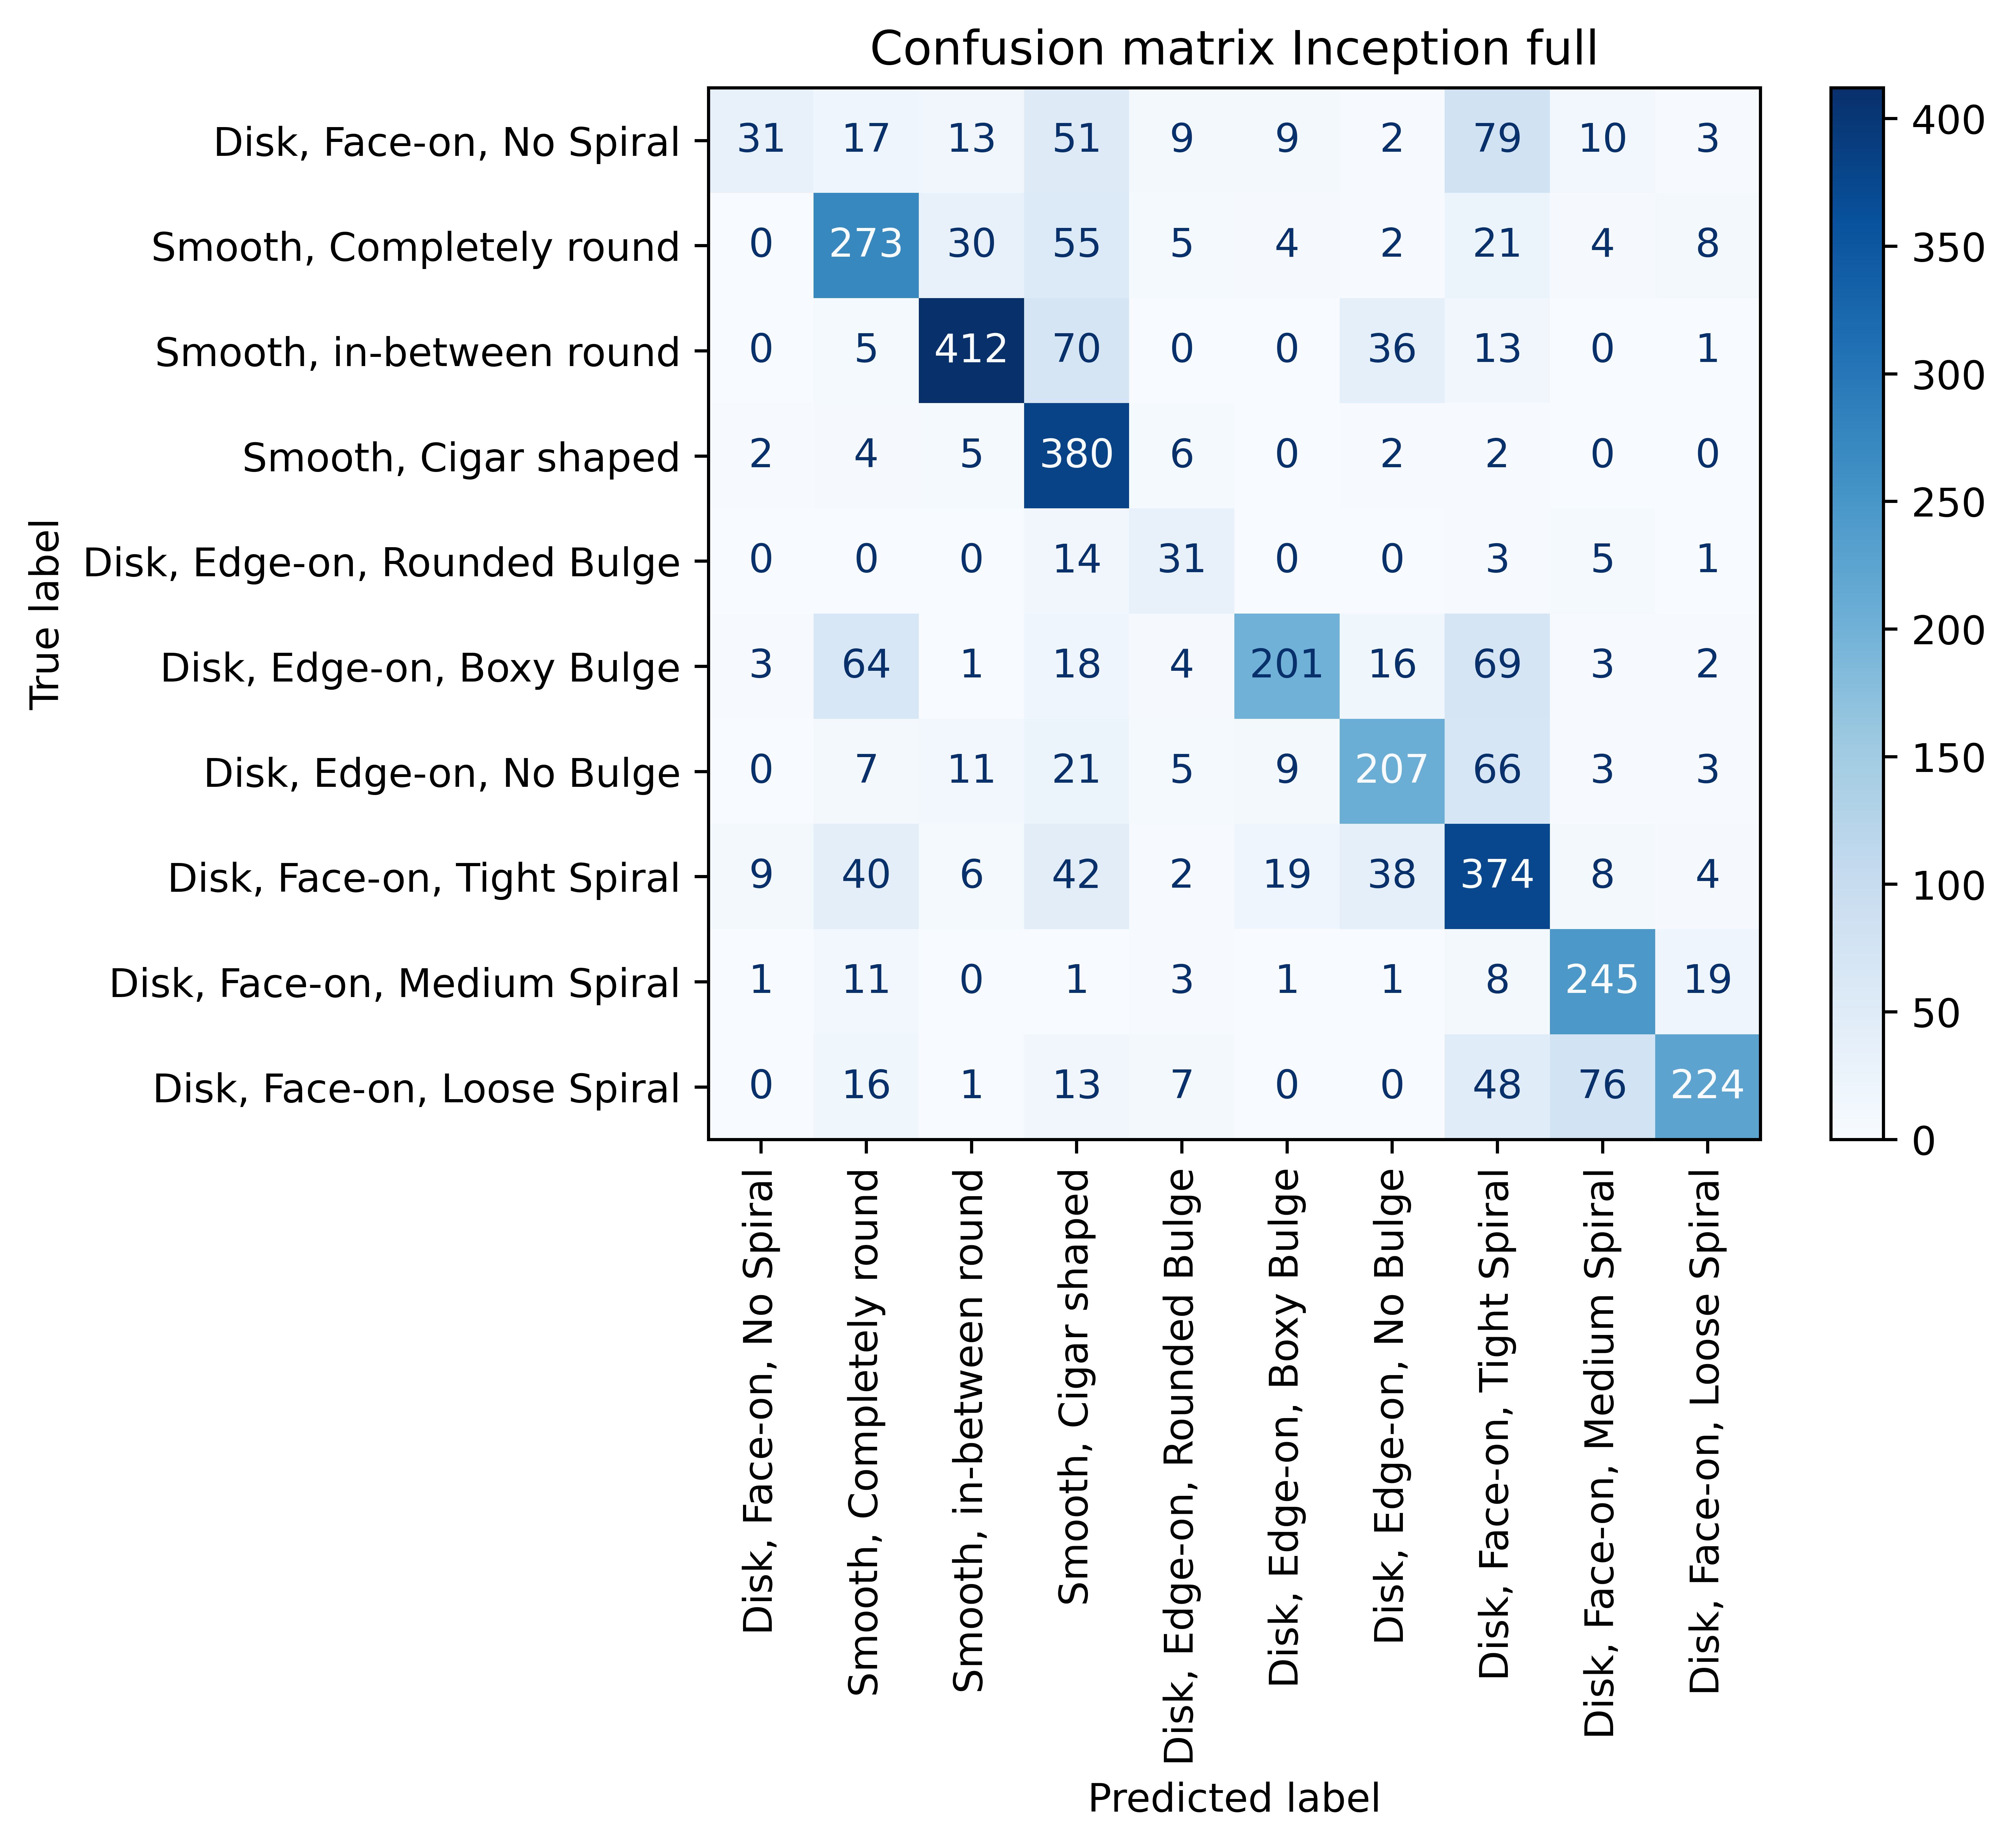 Confusion matrix Inception full
True label
Disk, Face-on, No Spiral 31 17 13 51 9 9 2 79 10 3
Smooth, Completely round 0 273 30 55 5 4 2 21 4 8
Smooth, in-between round 0 5 412 70 0 0 36 13 0 1
Smooth, Cigar shaped 2 4 5 380 6 0 2 2 0 0
Disk, Edge-on, Rounded Bulge 0 0 0 14 31 0 0 3 5 1
Disk, Edge-on, Boxy Bulge 3 64 1 18 4 201 16 69 3 2
Disk, Edge-on, No Bulge 0 7 11 21 5 9 207 66 3 3
Disk, Face-on, Tight Spiral 9 40 6 42 2 19 38 374 8 4
Disk, Face-on, Medium Spiral 1 11 0 1 3 1 1 8 245 19
Disk, Face-on, Loose Spiral 0 16 1 13 7 0 0 48 76 224
Disk, Face-on, No Spiral
Smooth, Completely round
Smooth, in-between round
Smooth, Cigar shaped
Disk, Edge-on, Rounded Bulge
Disk, Edge-on, Boxy Bulge
Disk, Edge-on, No Bulge
Disk, Face-on, Tight Spiral
Disk, Face-on, Medium Spiral
Disk, Face-on, Loose Spiral
Predicted label
400
350
300
250
200
150
100
50
0